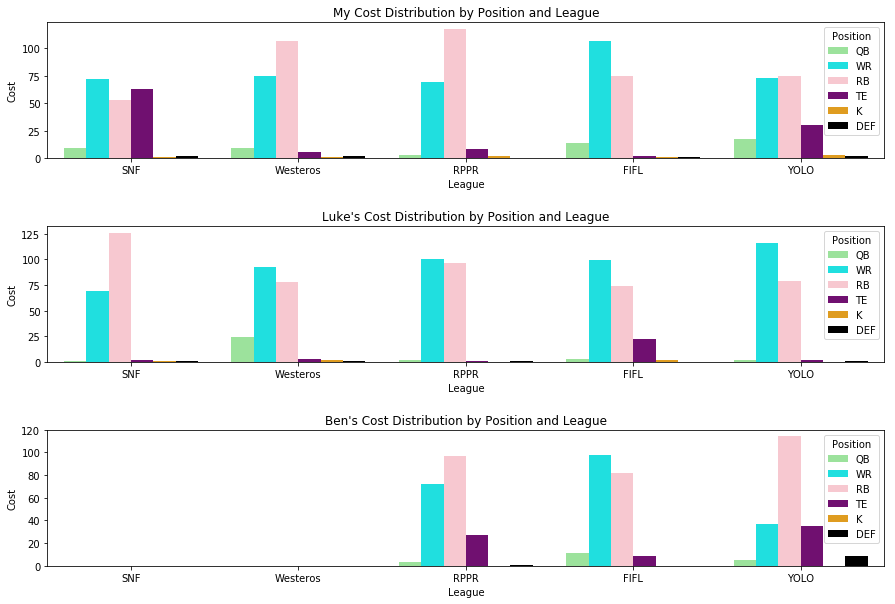 My Cost Distribution by Position and League
Cost
100
75
50
25
0
Position
QB
WR
RB
TE
K
DEF
SNF Westeros RPPR FIFL YOLO
League
Luke's Cost Distribution by Position and League
Cost
125
100
75
50
25
0
Position
QB
WR
RB
TE
K
DEF
SNF Westeros RPPR FIFL YOLO
League
Ben's Cost Distribution by Position and League
Cost
120
100
80
60
40
20
0
Position
QB
WR
RB
TE
K
DEF
SNF Westeros RPPR FIFL YOLO
League